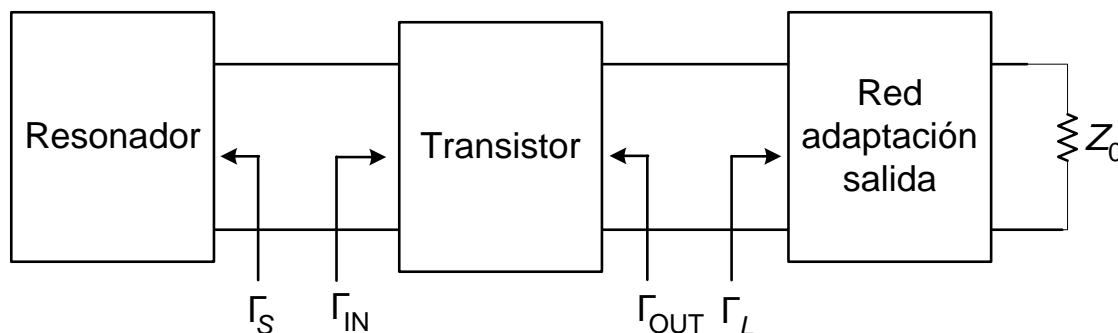 Resonador
Transistor
Red
adaptación
salida
Z0
ΓS
ΓIN
ΓOUT
ΓL